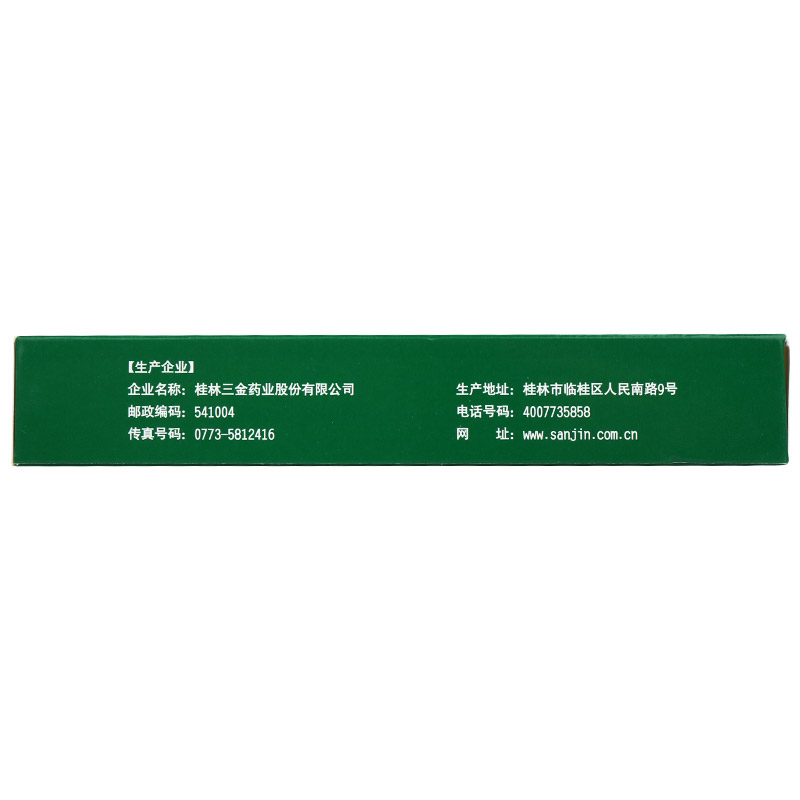 【生产企业】
企业名称：桂林三金药业股份有限公司 生产地址：桂林市临桂区人民南路9号
邮政编码：541004 电话号码：4007735858
传真号码：0773-5812416 网 址：www.sanjin.com.cn